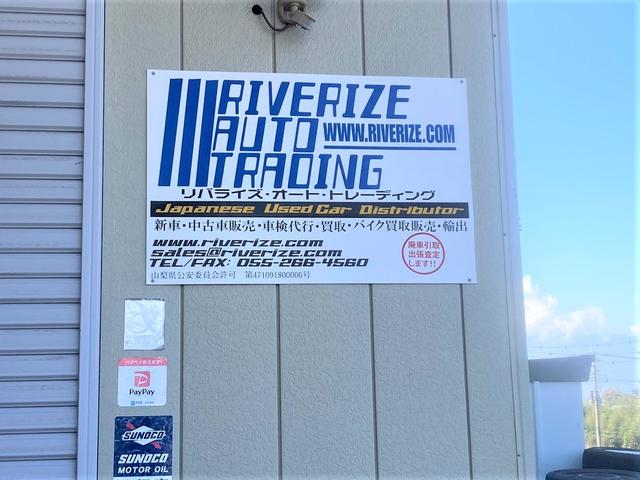 RIVERIZE
AUTO
WWW.RIVERIZE.COM
TRADING
リバライズ・オート・トレーディング
Japanese Used Car Distributor
新車・中古車販売・車検代行・買取・バイク買取販売・輸出
www.riverize.com
sales@riverize.com
TEL/FAX: 055-266-4560
山梨県公安委員会許可 第471091800006号
廃車引取
出張査定
します!!
PayPay
SUNOCO
SUNOCO
MOTOR OIL